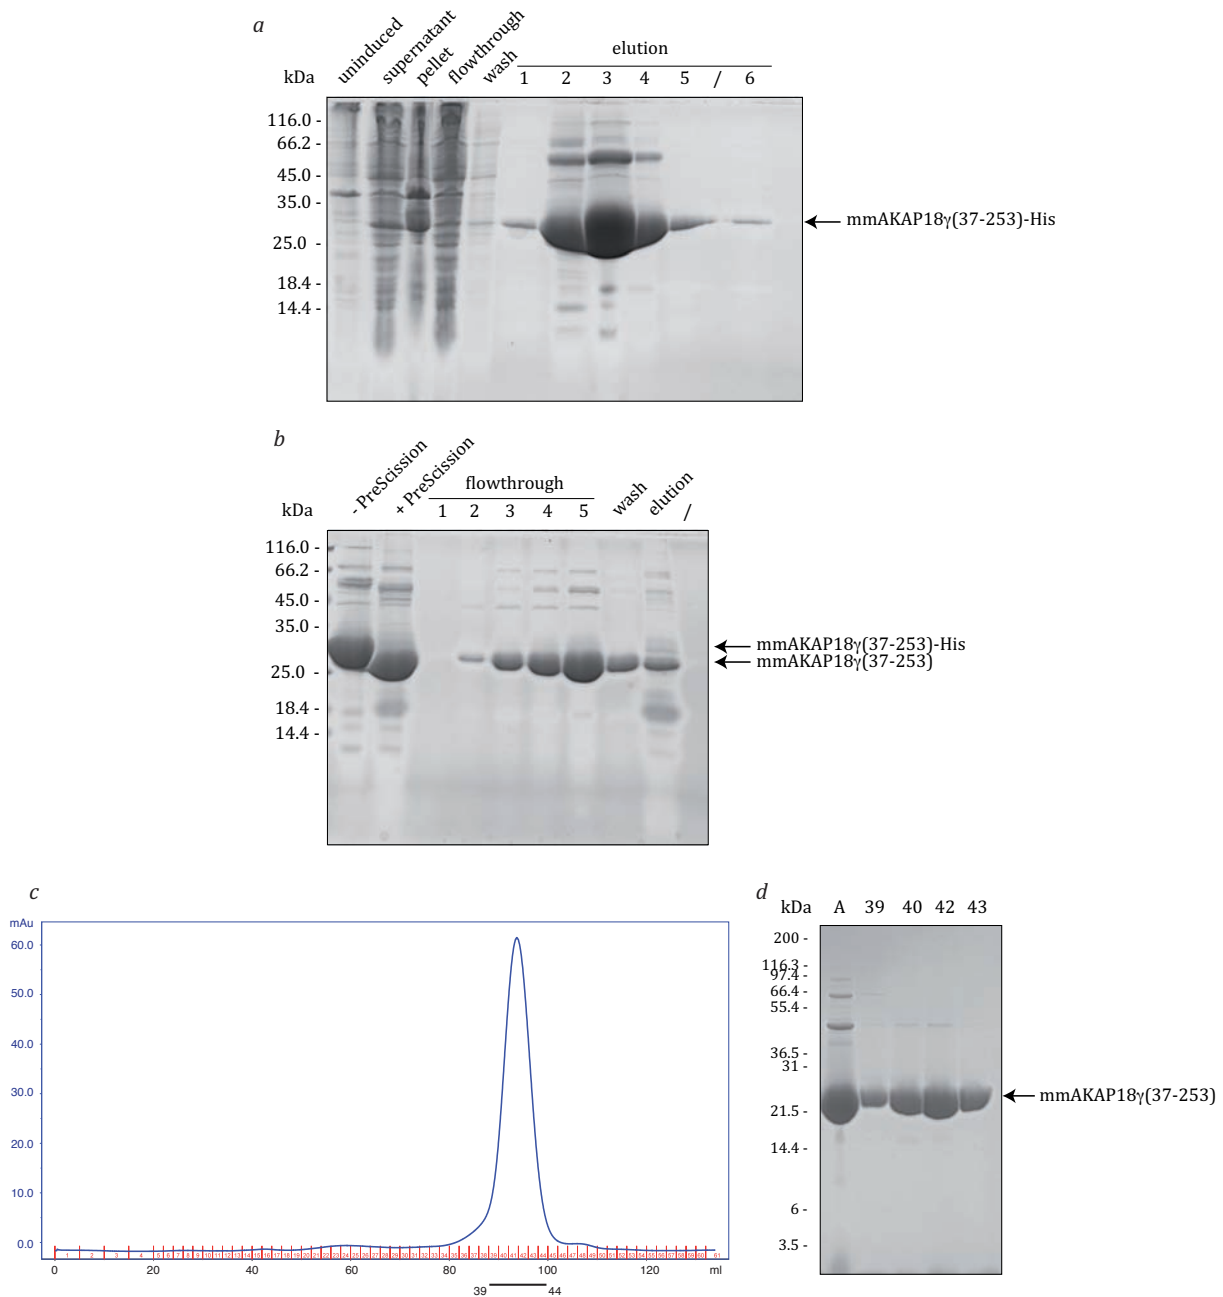 a
uninduced
supernatant
pellet
flowthrough
wash
elution
kDa
1 2 3 4 5 / 6
116.0 -
66.2 -
45.0 -
35.0 -
25.0 -
18.4 -
14.4 -
mmAKAP18γ(37-253)-His
b
- PreScission
+ PreScission
flowthrough
wash
elution
/
kDa
1 2 3 4 5
116.0 -
66.2 -
45.0 -
35.0 -
25.0 -
18.4 -
14.4 -
mmAKAP18γ(37-253)-His
mmAKAP18γ(37-253)
c
mAu
60.0
50.0
40.0
30.0
20.0
10.0
0.0
0 20 40 60 80 100 120 ml
39 44
d
kDa A 39 40 42 43
200 -
116.3 -
97.4 -
66.4 -
55.4 -
36.5 -
31 -
21.5 -
14.4 -
6 -
3.5 -
mmAKAP18γ(37-253)